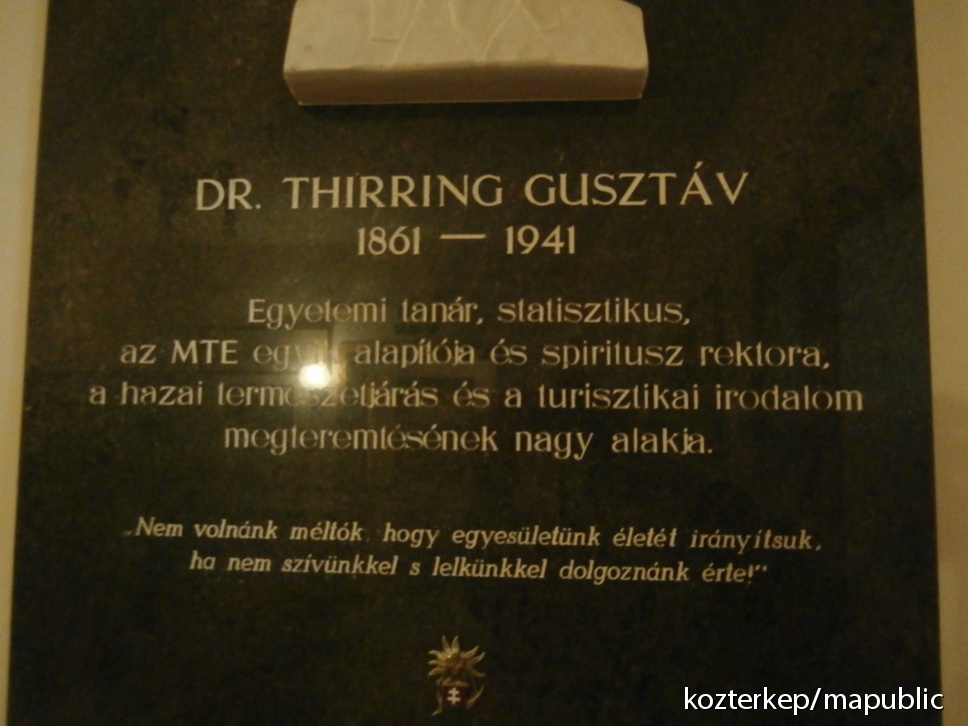 DR. THIRRING GUSZTÁV
1861 — 1941
Egyetemi tanár, statisztikus,
az MTE egyik alapítója és spiritusz rektora,
a hazai természetjárás és a turisztikai irodalom
megteremtésének nagy alakja.
„Nem volnánk méltók, hogy egyesületünk életét irányítsuk,
ha nem szívünkkel s lelkünkkel dolgoznánk érte!"
kozterkep/mapublic